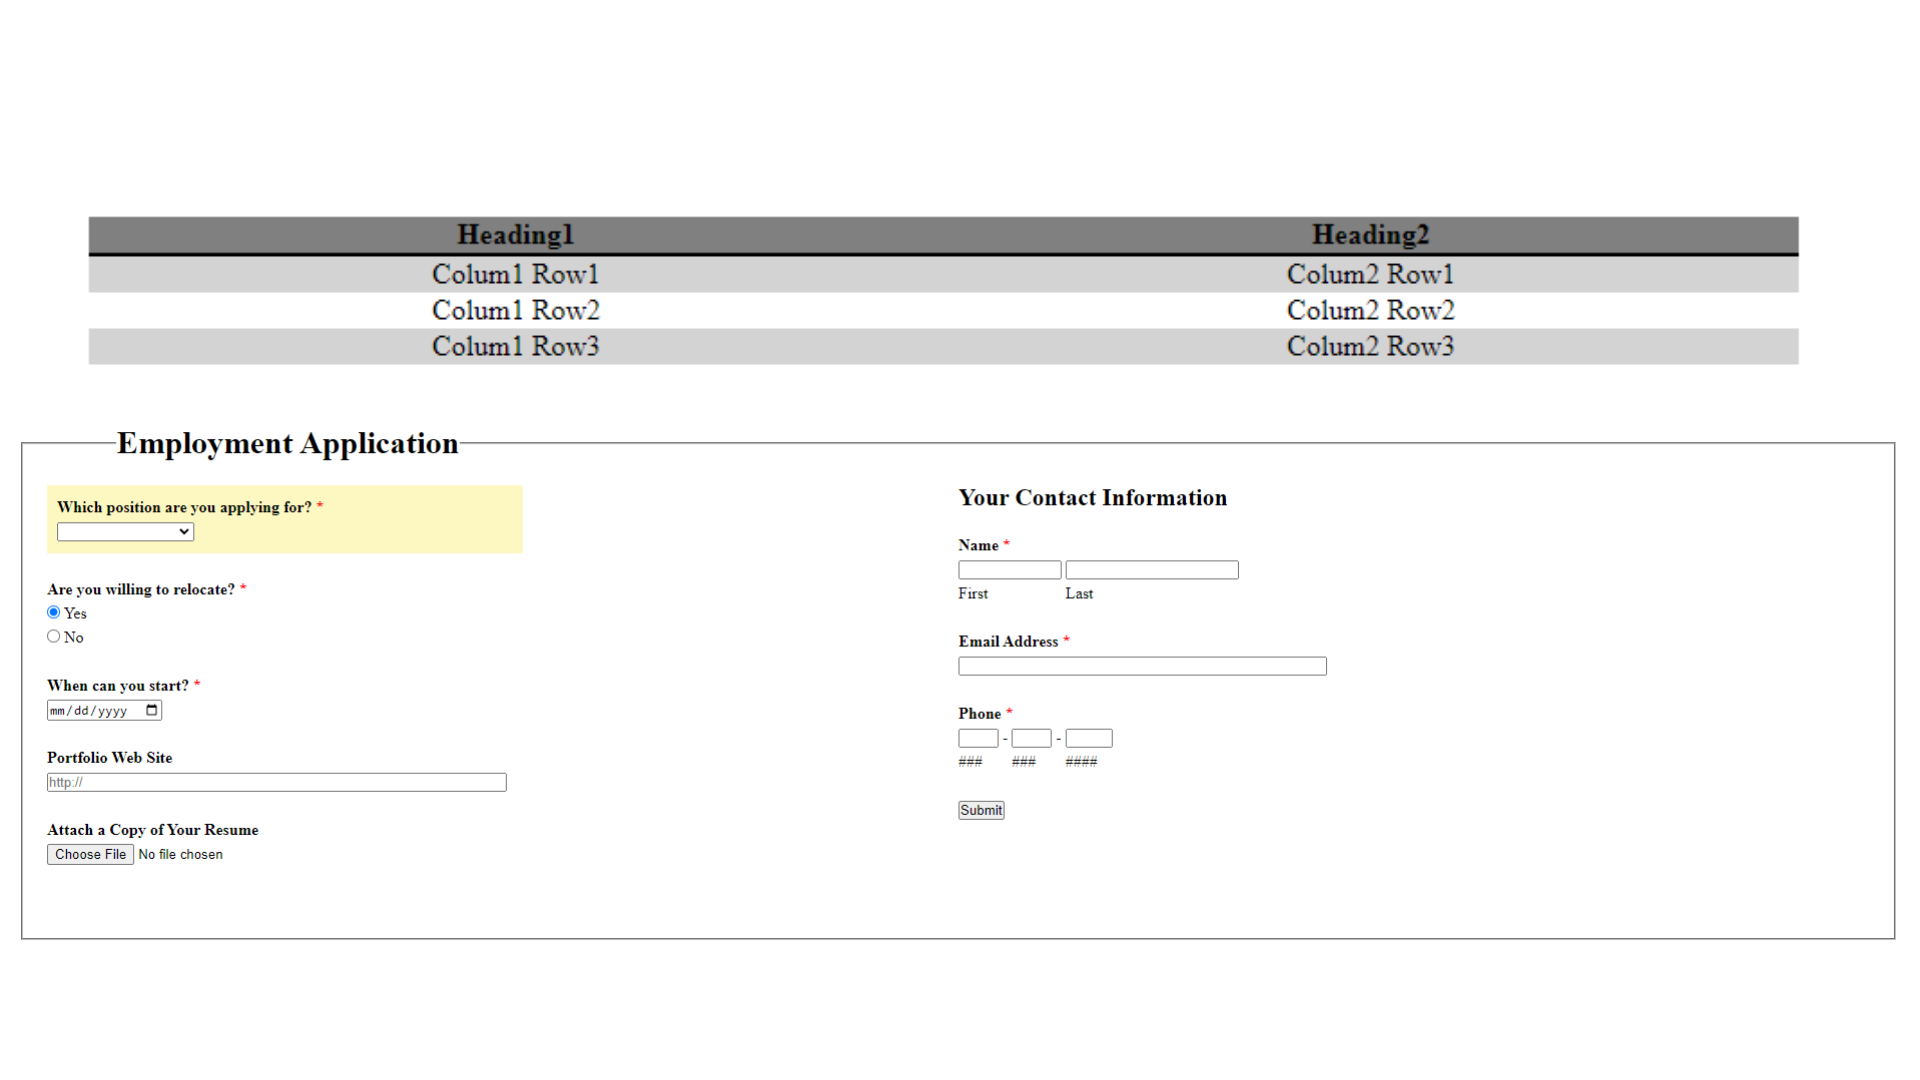 Heading1 Heading2
Colum1 Row1 Colum2 Row1
Colum1 Row2 Colum2 Row2
Colum1 Row3 Colum2 Row3
Employment Application
Which position are you applying for? *
Are you willing to relocate? *
Yes
No
When can you start? *
mm/dd/yyyy
Portfolio Web Site
http://
Attach a Copy of Your Resume
Choose File No file chosen
Your Contact Information
Name *
First Last
Email Address *
Phone *
- -
### ### ####
Submit